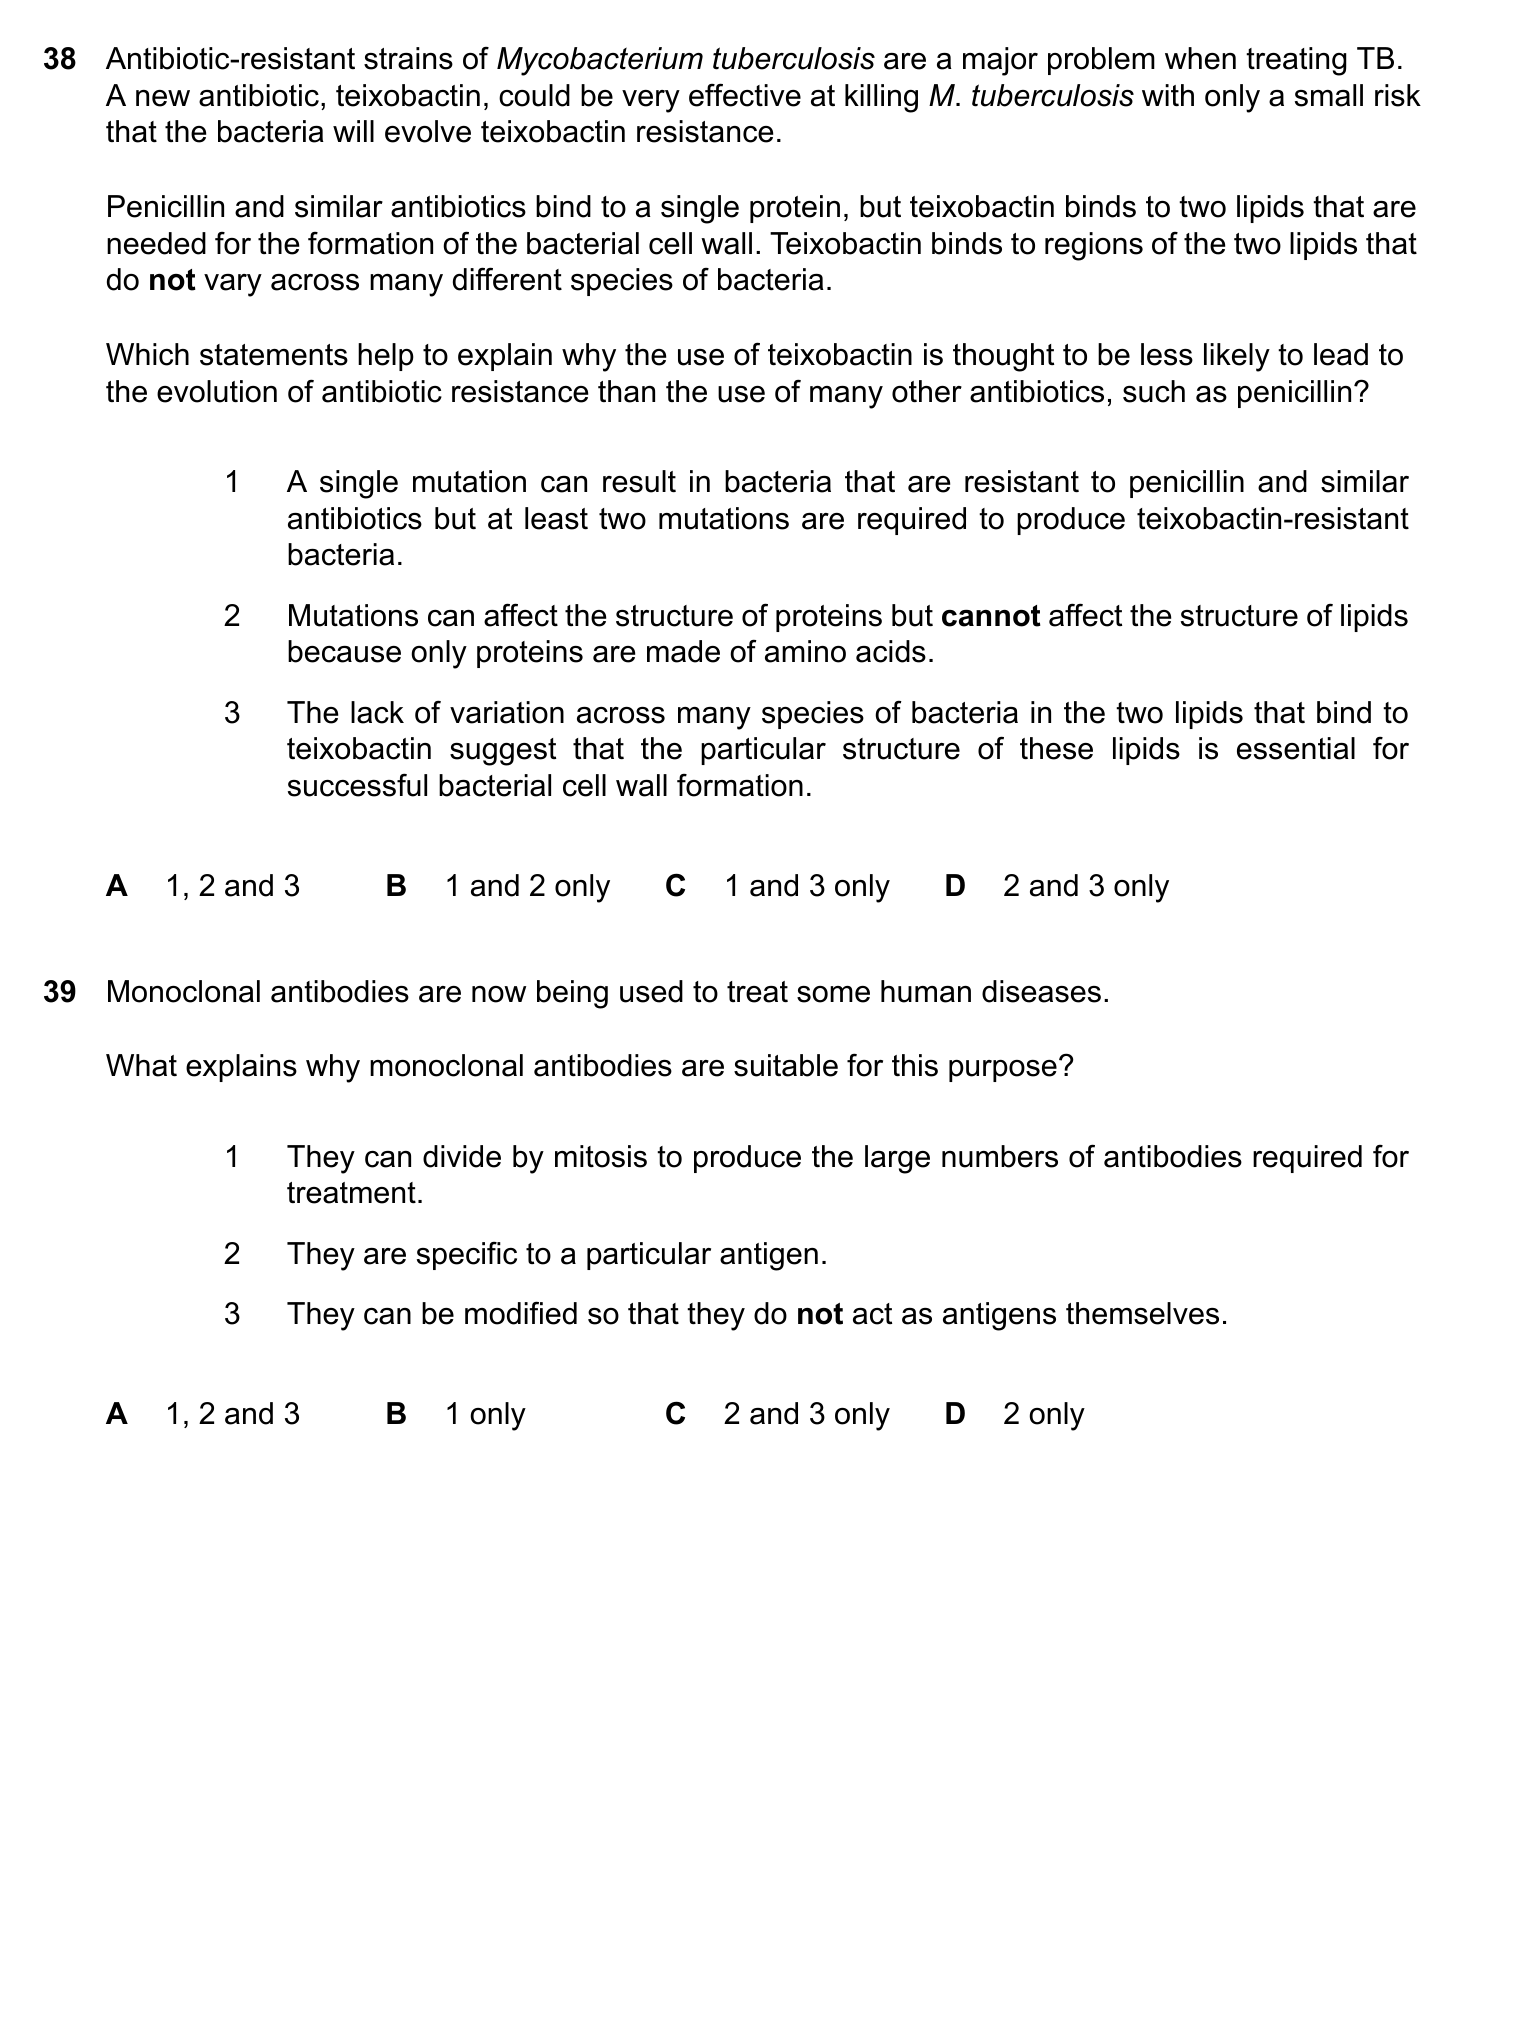 38 Antibiotic-resistant strains of Mycobacterium tuberculosis are a major problem when treating TB.
A new antibiotic, teixobactin, could be very effective at killing M. tuberculosis with only a small risk
that the bacteria will evolve teixobactin resistance.
Penicillin and similar antibiotics bind to a single protein, but teixobactin binds to two lipids that are
needed for the formation of the bacterial cell wall. Teixobactin binds to regions of the two lipids that
do not vary across many different species of bacteria.
Which statements help to explain why the use of teixobactin is thought to be less likely to lead to
the evolution of antibiotic resistance than the use of many other antibiotics, such as penicillin?
1 A single mutation can result in bacteria that are resistant to penicillin and similar
antibiotics but at least two mutations are required to produce teixobactin-resistant
bacteria.
2 Mutations can affect the structure of proteins but cannot affect the structure of lipids
because only proteins are made of amino acids.
3 The lack of variation across many species of bacteria in the two lipids that bind to
teixobactin suggest that the particular structure of these lipids is essential for
successful bacterial cell wall formation.
A 1, 2 and 3 B 1 and 2 only C 1 and 3 only D 2 and 3 only
39 Monoclonal antibodies are now being used to treat some human diseases.
What explains why monoclonal antibodies are suitable for this purpose?
1 They can divide by mitosis to produce the large numbers of antibodies required for
treatment.
2 They are specific to a particular antigen.
3 They can be modified so that they do not act as antigens themselves.
A 1, 2 and 3 B 1 only C 2 and 3 only D 2 only